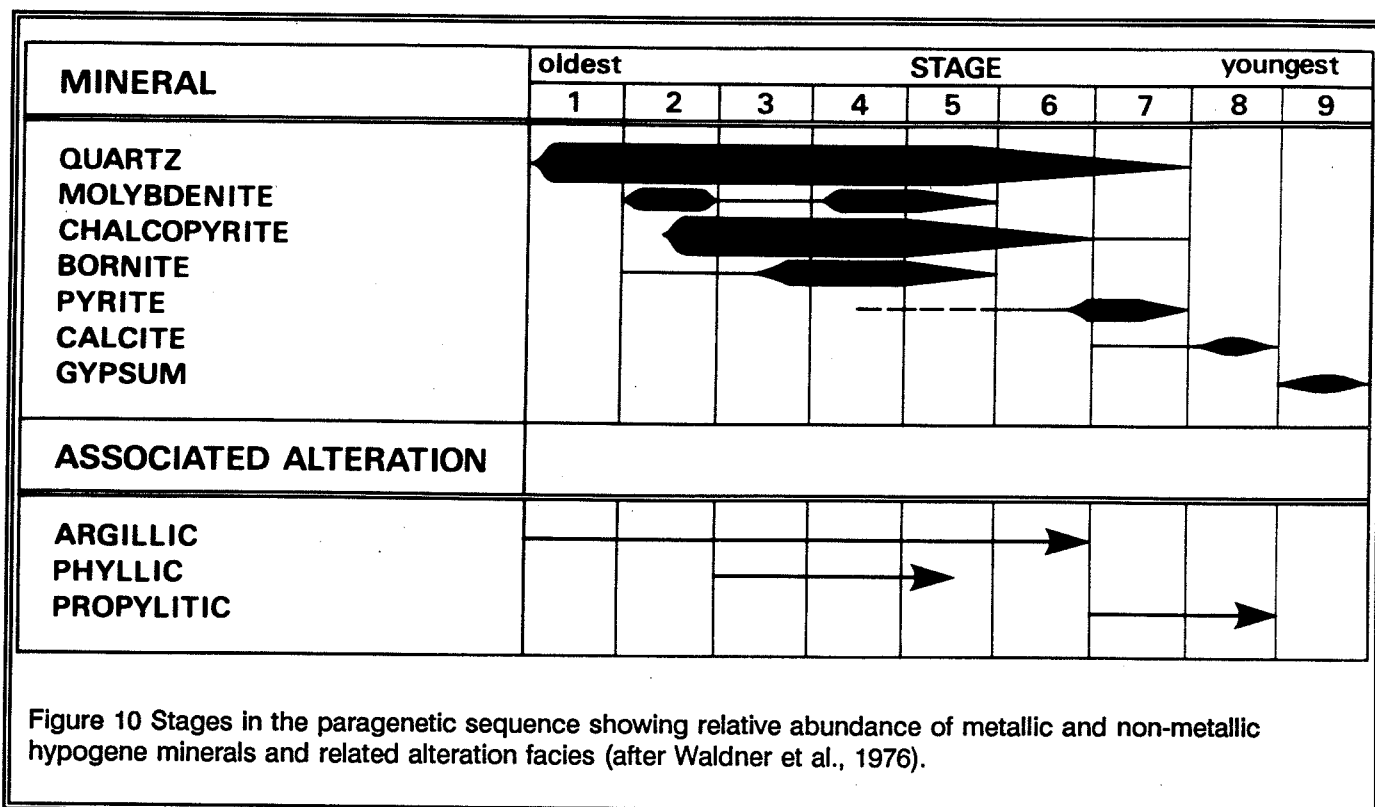 MINERAL
oldest STAGE youngest
1 2 3 4 5 6 7 8 9
QUARTZ
MOLYBDENITE
CHALCOPYRITE
BORNITE
PYRITE
CALCITE
GYPSUM
ASSOCIATED ALTERATION
ARGILLIC
PHYLLIC
PROPYLITIC
Figure 10 Stages in the paragenetic sequence showing relative abundance of metallic and non-metallic
hypogene minerals and related alteration facies (after Waldner et al., 1976).